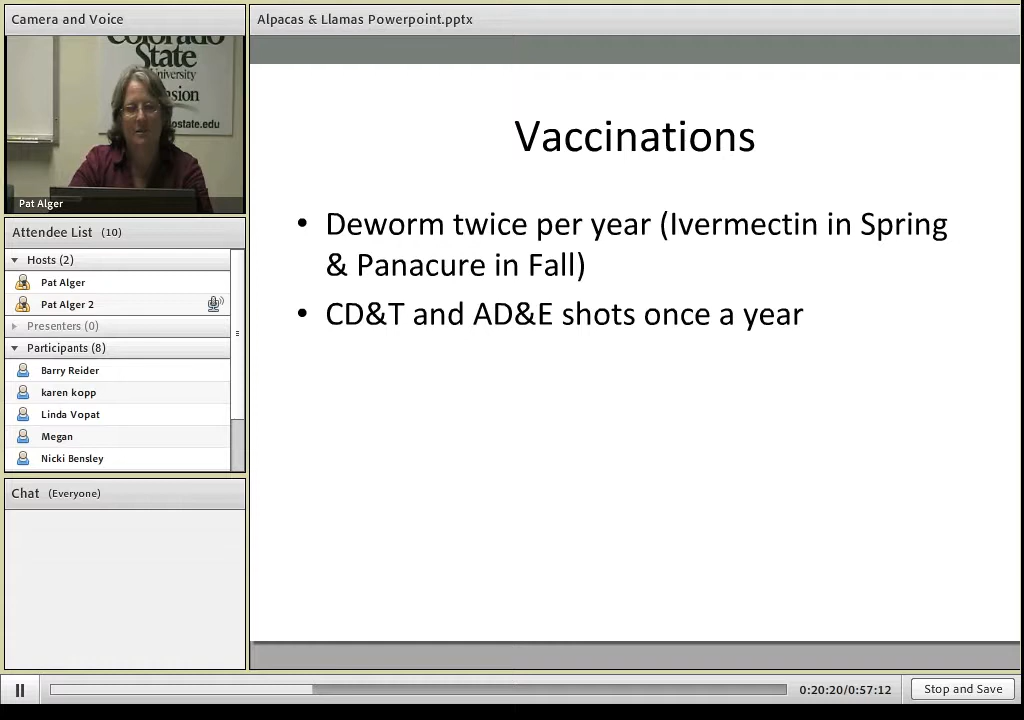 Camera and Voice
Colorado
State
University
ostate.edu
Pat Alger
Attendee List (10)
Hosts (2)
Pat Alger
Pat Alger 2
Presenters (0)
Participants (8)
Barry Reider
karen kopp
Linda Vopat
Megan
Nicki Bensley
Chat (Everyone)
Alpacas & Llamas Powerpoint.pptx
Vaccinations
• Deworm twice per year (Ivermectin in Spring
& Panacure in Fall)
• CD&T and AD&E shots once a year
0:20:20/0:57:12
Stop and Save